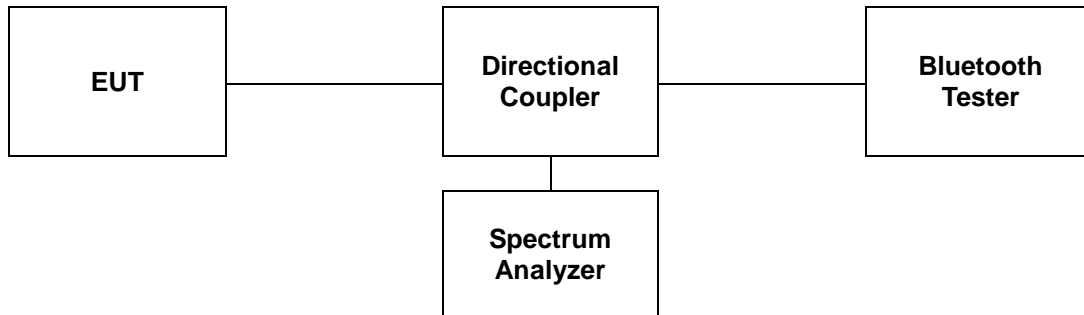 EUT
Directional
Coupler
Bluetooth
Tester
Spectrum
Analyzer